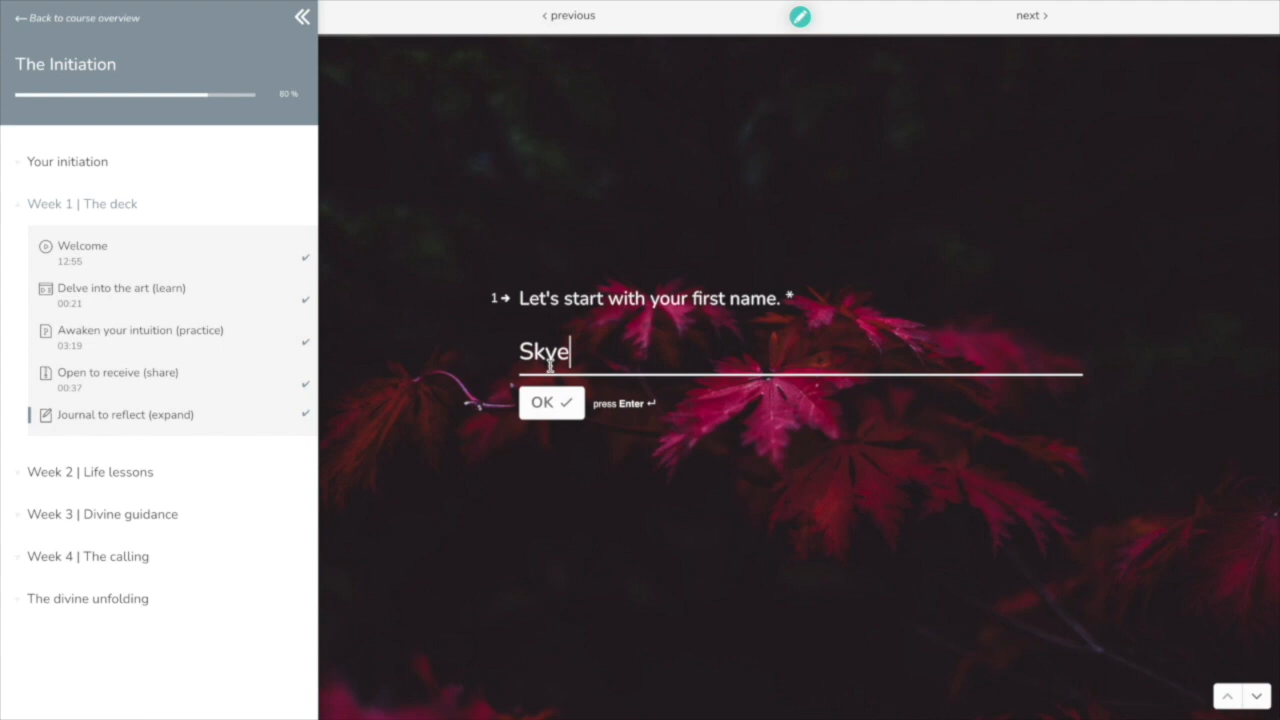 Back to course overview
The Initiation
80 %
Your initiation
Week 1 | The deck
Welcome
12:55
Delve into the art (learn)
00:21
Awaken your intuition (practice)
03:19
Open to receive (share)
00:37
Journal to reflect (expand)
Week 2 | Life lessons
Week 3 | Divine guidance
Week 4 | The calling
The divine unfolding
previous
next
1 Let's start with your first name. *
Skye
OK
press Enter